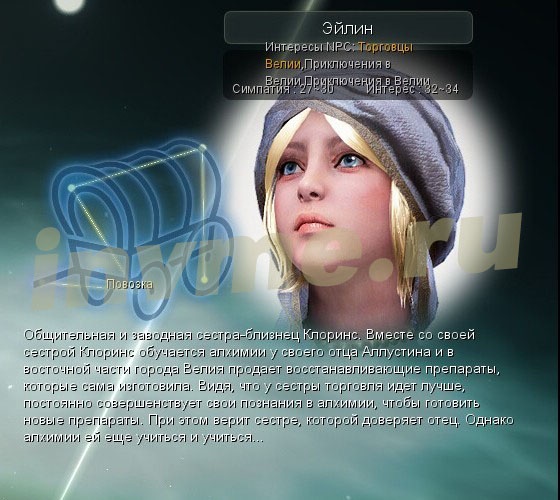 Эйлин
Интересы NPC: Торговцы
Велии,Приключения в
Велии,Приключения в Велии
Симпатия : 27~30 Интерес : 32~34
Повозка
Общительная и заводная сестра-близнец Клоринс. Вместе со своей
сестрой Клоринс обучается алхимии у своего отца Аллустина и в
восточной части города Велия продает восстанавливающие препараты,
которые сама изготовила. Видя, что у сестры торговля идет лучше,
постоянно совершенствует свои познания в алхимии, чтобы готовить
новые препараты. При этом верит сестре, которой доверяет отец. Однако
алхимии ей еще учиться и учиться...